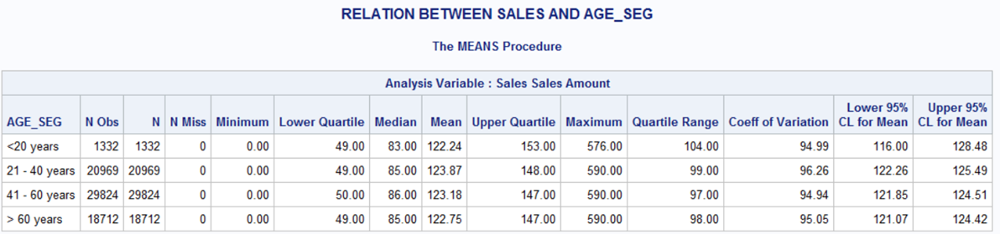 RELATION BETWEEN SALES AND AGE_SEG
The MEANS Procedure
Analysis Variable : Sales Sales Amount
AGE_SEG N Obs N N Miss Minimum Lower Quartile Median Mean Upper Quartile Maximum Quartile Range Coeff of Variation Lower 95% CL for Mean Upper 95% CL for Mean
<20 years 1332 1332 0 0.00 49.00 83.00 122.24 153.00 576.00 104.00 94.99 116.00 128.48
21 - 40 years 20969 20969 0 0.00 49.00 85.00 123.87 148.00 590.00 99.00 96.26 122.26 125.49
41 - 60 years 29824 29824 0 0.00 50.00 86.00 123.18 147.00 590.00 97.00 94.94 121.85 124.51
> 60 years 18712 18712 0 0.00 49.00 85.00 122.75 147.00 590.00 98.00 95.05 121.07 124.42